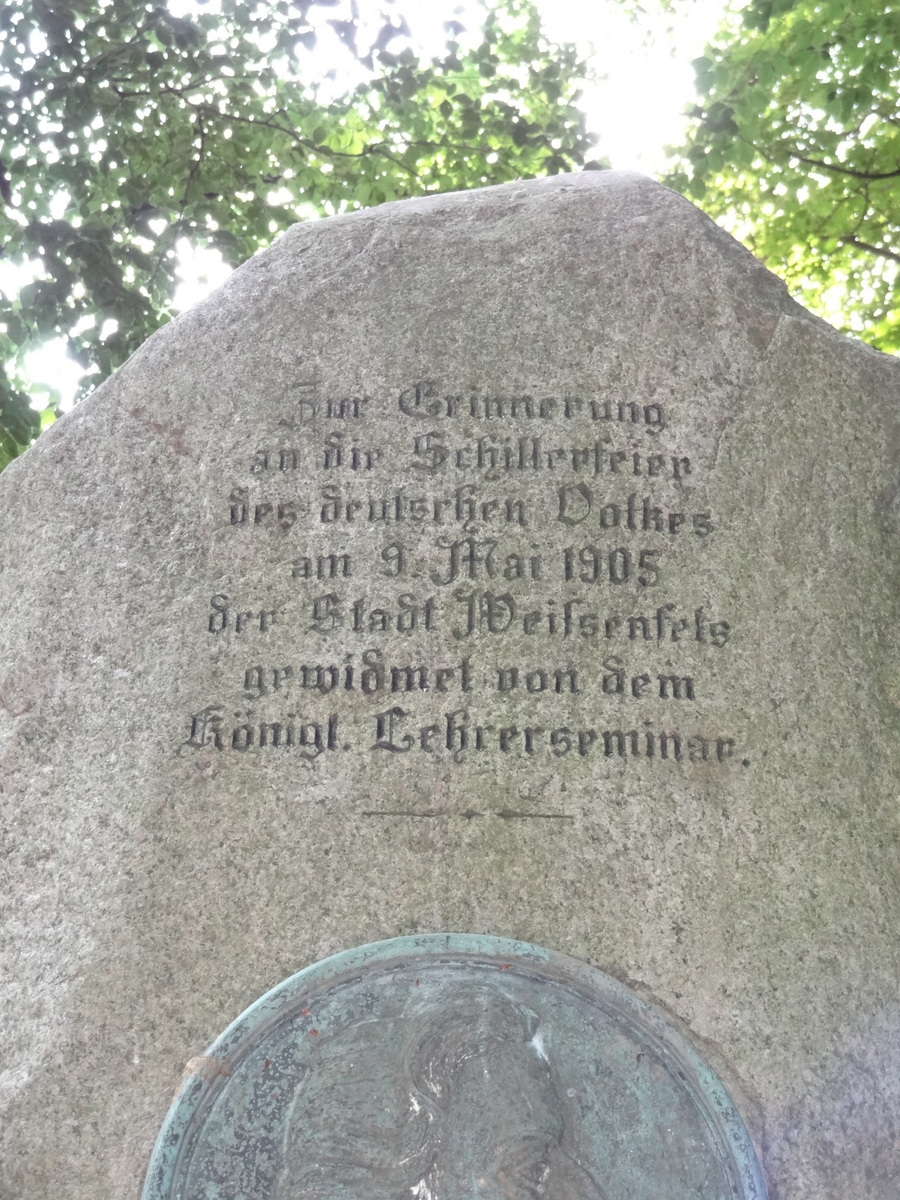 Zur Erinnerung
an die Schillerfeier
des deutschen Volkes
am 9. Mai 1905
der Stadt Weißenfels
gewidmet von dem
Königl. Lehrerseminar.